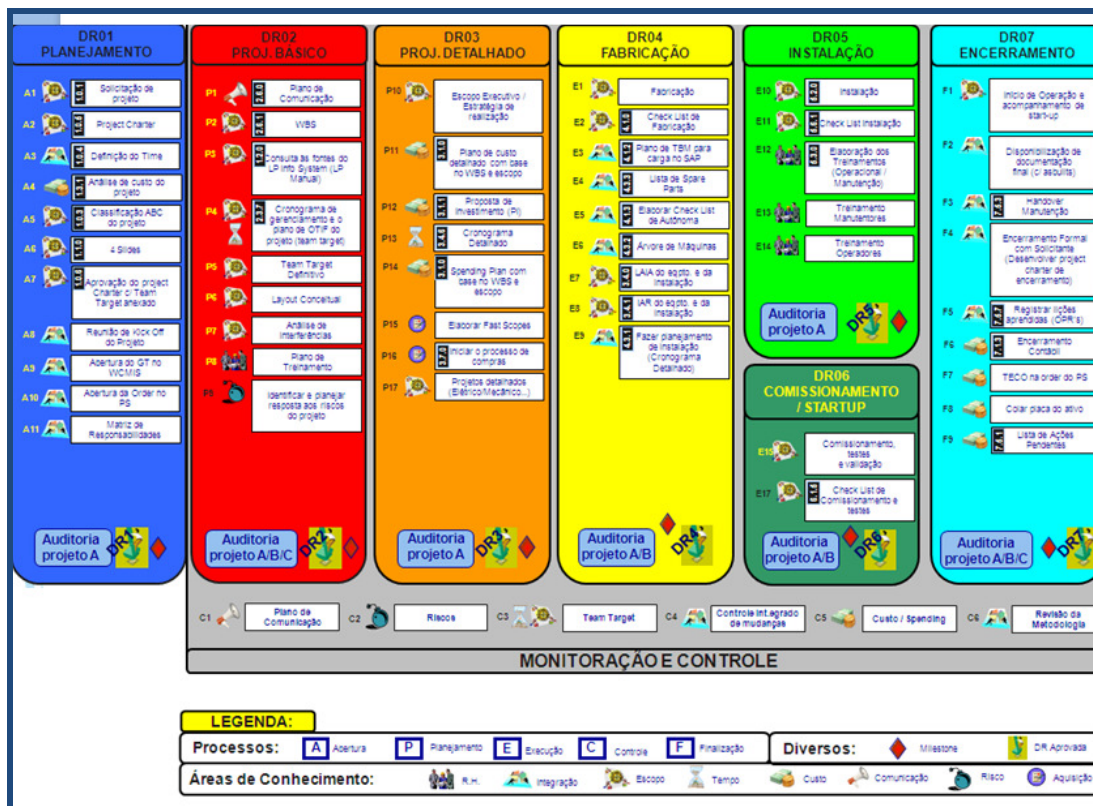 DR01
PLANEJAMENTO
A1
Solicitação de
projeto
A2
Project Charter
A3
Definição do Time
A4
Análise de custo do
projeto
A5
Classificação ABC
do projeto
A6
4 Slides
A7
Aprovação do project
Charter c/ Team
Target anexado
A8
Reunião de Kick Off
do Projeto
A9
Abertura do GT no
WCMIS
A10
Abertura da Order no
PS
A11
Matriz de
Responsabilidades
Auditoria
projeto A
DR1
DR02
PROJ. BÁSICO
P1
Plano de
Comunicação
P2
WBS
P3
Consulta às fontes do
LP Info System (LP
Manual)
P4
Cronograma de
gerenciamento e o
plano de OTIF do
projeto (team target)
P5
Team Target
Definitivo
P6
Layout Conceitual
P7
Análise de
Interferências
P8
Plano de
Treinamento
P9
Identificar e planejar
resposta aos riscos
do projeto
Auditoria
projeto A/B/C
DR2
DR03
PROJ. DETALHADO
P10
Escopo Executivo /
Estratégia de
realização
P11
Plano de custo
detalhado com base
no WBS e escopo
P12
Proposta de
Investimento (PI)
P13
Cronograma
Detalhado
P14
Spending Plan com
base no WBS e
escopo
P15
Elaborar Fast Scopes
P16
Iniciar o processo de
compras
P17
Projetos detalhados
(Elétrico/Mecânico...)
Auditoria
projeto A
DR3
DR04
FABRICAÇÃO
E1
Fabricação
E2
Check List de
Fabricação
E3
Plano de TBM para
carga no SAP
E4
Lista de Spare
Parts
E5
Elaborar Check List
de Autônoma
E6
Árvore de Máquinas
E7
LAIA do eqpto. e da
Instalação
E8
IAR do eqpto. e da
Instalação
E9
Fazer planejamento
de Instalação
(Cronograma
Detalhado)
Auditoria
projeto A/B
DR4
DR05
INSTALAÇÃO
E10
Instalação
E11
Check List Instalação
E12
Elaboração dos
Treinamentos
(Operacional /
Manutenção)
E13
Treinamento
Manutentores
E14
Treinamento
Operadores
Auditoria
projeto A
DR5
DR06
COMISSIONAMENTO
/ STARTUP
E15
Comissionamento,
testes
e validação
E17
Check List de
Comissionamento e
testes
Auditoria
projeto A/B
DR6
DR07
ENCERRAMENTO
F1
Início de Operação e
acompanhamento de
start-up
F2
Disponibilização de
documentação
final (c/ asbuilts)
F3
Handover
Manutenção
F4
Encerramento Formal
com Solicitante
(Desenvolver project
charter de
encerramento)
F5
Registrar lições
aprendidas (OPR's)
F6
Encerramento
Contábil
F7
TECO na order do PS
F8
Colar placa do ativo
F9
Lista de Ações
Pendentes
Auditoria
projeto A/B/C
DR7
C1
Plano de
Comunicação
C2
Riscos
C3
Team Target
C4
Controle Integrado
de mudanças
C5
Custo / Spending
C6
Revisão da
Metodologia
MONITORAÇÃO E CONTROLE
LEGENDA:
Processos: A Abertura P Planejamento E Execução C Controle F Finalização
Diversos: Milestone DR Aprovada
Áreas de Conhecimento: R.H. Integração Escopo Tempo Custo Comunicação Risco Aquisição